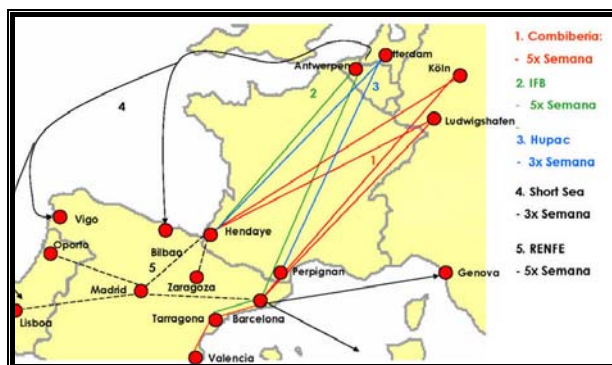 Antwerpen
tterdam
Köln
Ludwigshafen
2
3
1
4
Vigo
Oporto
Bilbao
Hendaye
5
Zaragoza
Madrid
Perpignan
Genova
Lisboa
Tarragona
Barcelona
Valencia
1. Combiberia:
- 5x Semana
2. IFB
- 5x Semana
-
3. Hupac
- 3x Semana
4. Short Sea
- 3x Semana
5. RENFE
- 5x Semana